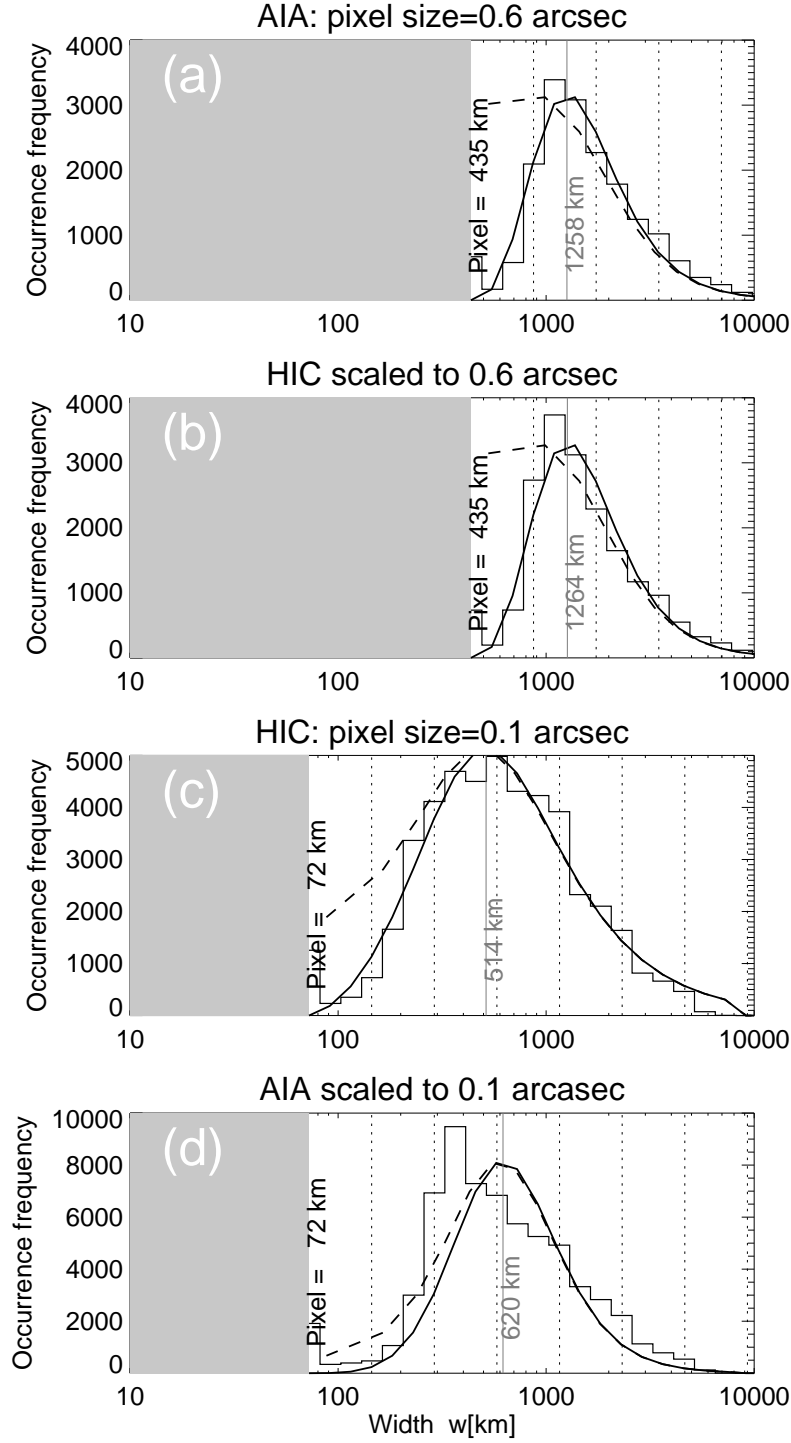 AIA: pixel size=0.6 arcsec
(a)
Occurrence frequency
4000
3000
2000
1000
0
Pixel = 435 km
1258 km
10 100 1000 10000
HIC scaled to 0.6 arcsec
(b)
Occurrence frequency
4000
3000
2000
1000
0
Pixel = 435 km
1264 km
10 100 1000 10000
HIC: pixel size=0.1 arcsec
(c)
Occurrence frequency
5000
4000
3000
2000
1000
0
Pixel = 72 km
514 km
10 100 1000 10000
AIA scaled to 0.1 arcasec
(d)
Occurrence frequency
10000
8000
6000
4000
2000
0
Pixel = 72 km
620 km
10 100 1000 10000
Width w[km]